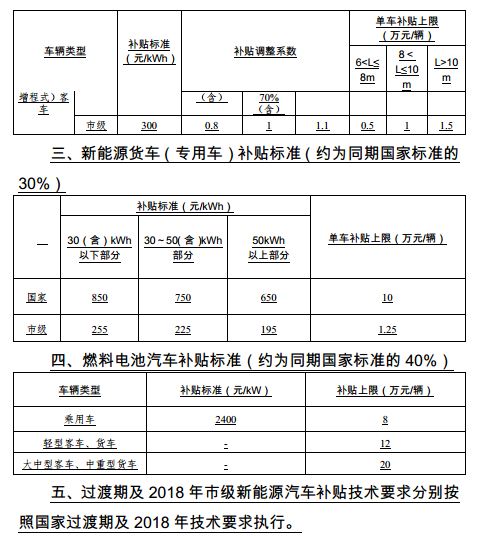 车辆类型 补贴标准（元/kWh） 补贴调整系数 单车补贴上限（万元/辆）
6<L≤8m 8＜L≤10m L>10m
增程式）客车 （含） 70%（含）
市级 300 0.8 1 1.1 0.5 1 1.5
三、新能源货车（专用车）补贴标准（约为同期国家标准的
30%）
补贴标准（元/kWh） 单车补贴上限（万元/辆）
30（含）kWh以下部分 30～50(含)kWh部分 50kWh以上部分
国家 850 750 650 10
市级 255 225 195 1.25
四、燃料电池汽车补贴标准（约为同期国家标准的 40%）
车辆类型 补贴标准（元/kW） 补贴上限（万元/辆）
乘用车 2400 8
轻型客车、货车 - 12
大中型客车、中重型货车 - 20
五、过渡期及 2018 年市级新能源汽车补贴技术要求分别按
照国家过渡期及 2018 年技术要求执行。